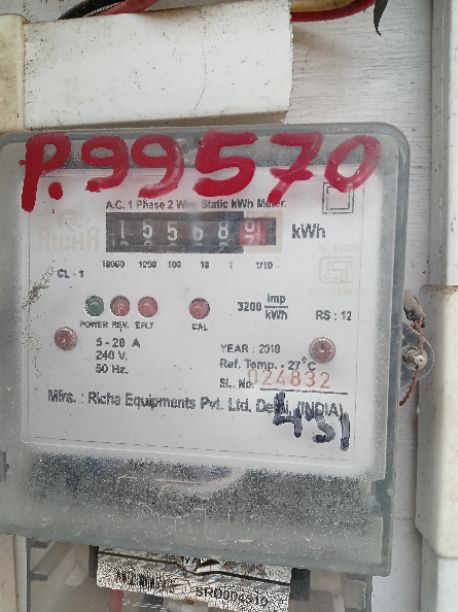 P.99570
A.C. 1 Phase 2 Wire Static kWh Meter
RICHA
15568 kWh
10000 1000 100 10 1 1/10
CL - 1
3200 imp/kWh
RS : 12
POWER REV. E/LT CAL
5 - 20 A
240 V.
50 Hz.
YEAR : 2010
Ref. Temp. - 27°C
SL. No. 024832
Mfrs. : Richa Equipments Pvt. Ltd. Delhi, (INDIA)